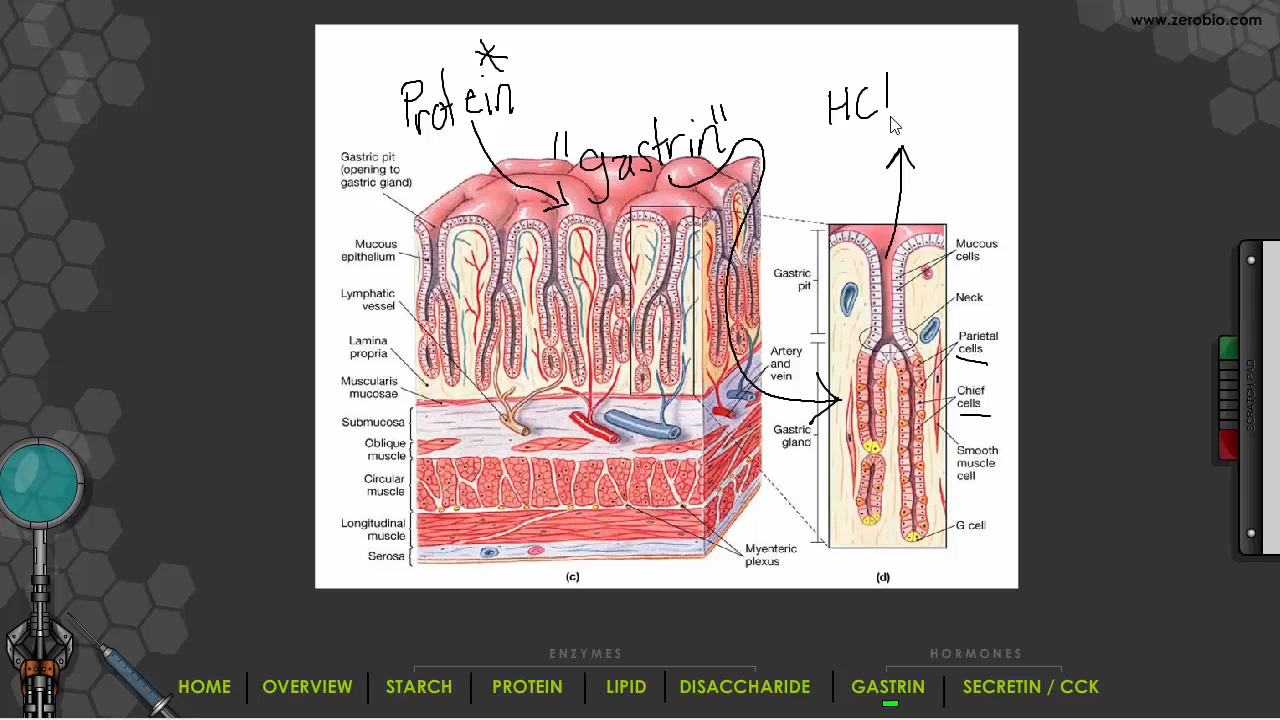 www.zerobio.com
*
Protein
"gastrin"
HCl
Gastric pit
(opening to
gastric gland)
Mucous
epithelium
Lymphatic
vessel
Lamina
propria
Muscularis
mucosae
Submucosa
Oblique
muscle
Circular
muscle
Longitudinal
muscle
Serosa
Myenteric
plexus
(c)
Gastric
pit
Artery
and
vein
Gastric
gland
Mucous
cells
Neck
Parietal
cells
Chief
cells
Smooth
muscle
cell
G cell
(d)
SCRATCH PAD
ENZYMES
HORMONES
HOME OVERVIEW STARCH PROTEIN LIPID DISACCHARIDE GASTRIN SECRETIN / CCK